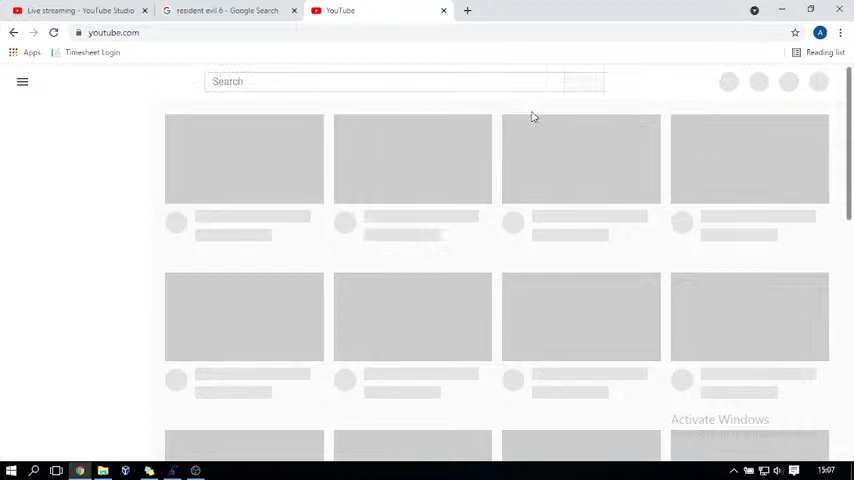 Live streaming - YouTube Studio
resident evil 6 - Google Search
YouTube
youtube.com
A
Apps
Timesheet Login
Reading list
Search
Activate Windows
15:07